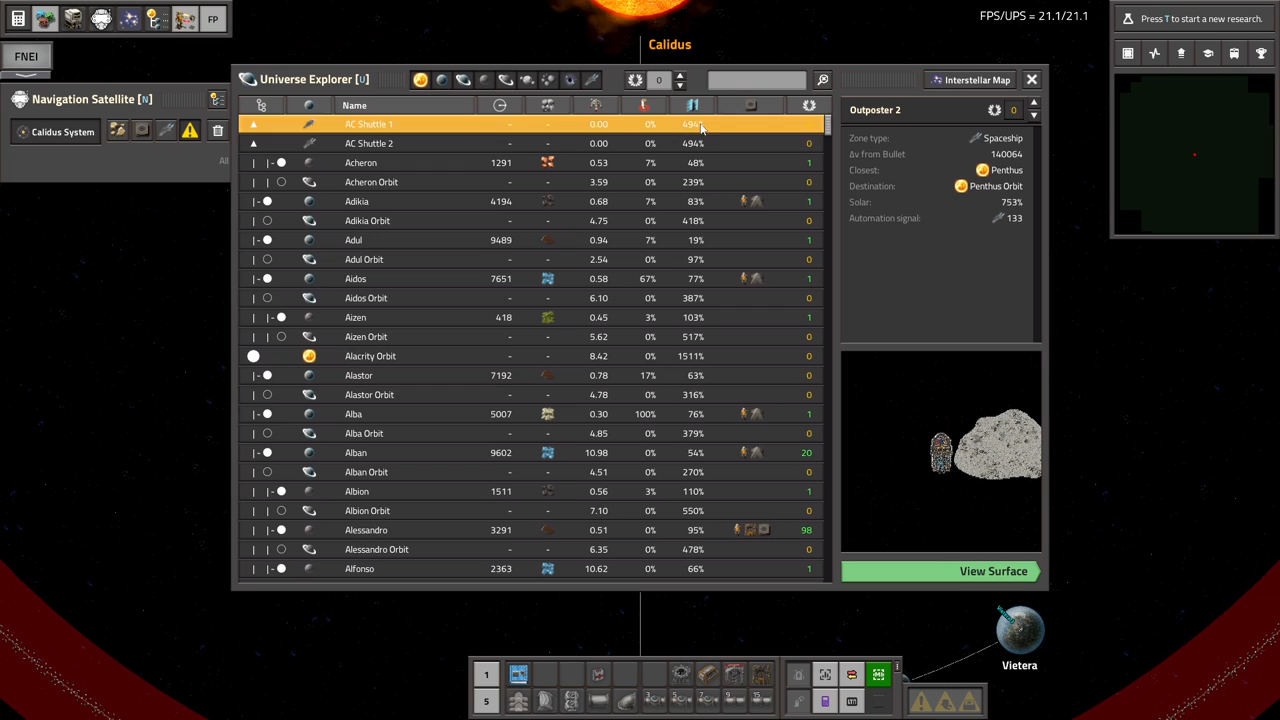 FPS/UPS = 21.1/21.1
Press T to start a new research.
FP
FNEI
Calidus
Universe Explorer [U]
0
Interstellar Map
Navigation Satellite [N]
Calidus System
All
Name
AC Shuttle 1 - - 0.00 0% 494%
AC Shuttle 2 - - 0.00 0% 494% 0
Acheron 1291 0.53 7% 48% 1
Acheron Orbit - - 3.59 0% 239% 0
Adikia 4194 0.68 7% 83% 1
Adikia Orbit - - 4.75 0% 418% 0
Adul 9489 0.94 7% 19% 1
Adul Orbit - - 2.54 0% 97% 0
Aidos 7651 0.58 67% 77% 1
Aidos Orbit - - 6.10 0% 387% 0
Aizen 418 0.45 3% 103% 1
Aizen Orbit - - 5.62 0% 517% 0
Alacrity Orbit - - 8.42 0% 1511% 0
Alastor 7192 0.78 17% 63% 1
Alastor Orbit - - 4.78 0% 316% 0
Alba 5007 0.30 100% 76% 1
Alba Orbit - - 4.85 0% 379% 0
Alban 9602 10.98 0% 54% 20
Alban Orbit - - 4.51 0% 270% 0
Albion 1511 0.56 3% 110% 1
Albion Orbit - - 7.10 0% 550% 0
Alessandro 3291 0.51 0% 95% 98
Alessandro Orbit - - 6.35 0% 478% 0
Alfonso 2363 10.62 0% 66% 1
Outposter 2 0
Zone type: Spaceship
Δv from Bullet 140064
Closest: Penthus
Destination: Penthus Orbit
Solar: 753%
Automation signal: 133
View Surface
Vietera
1
5